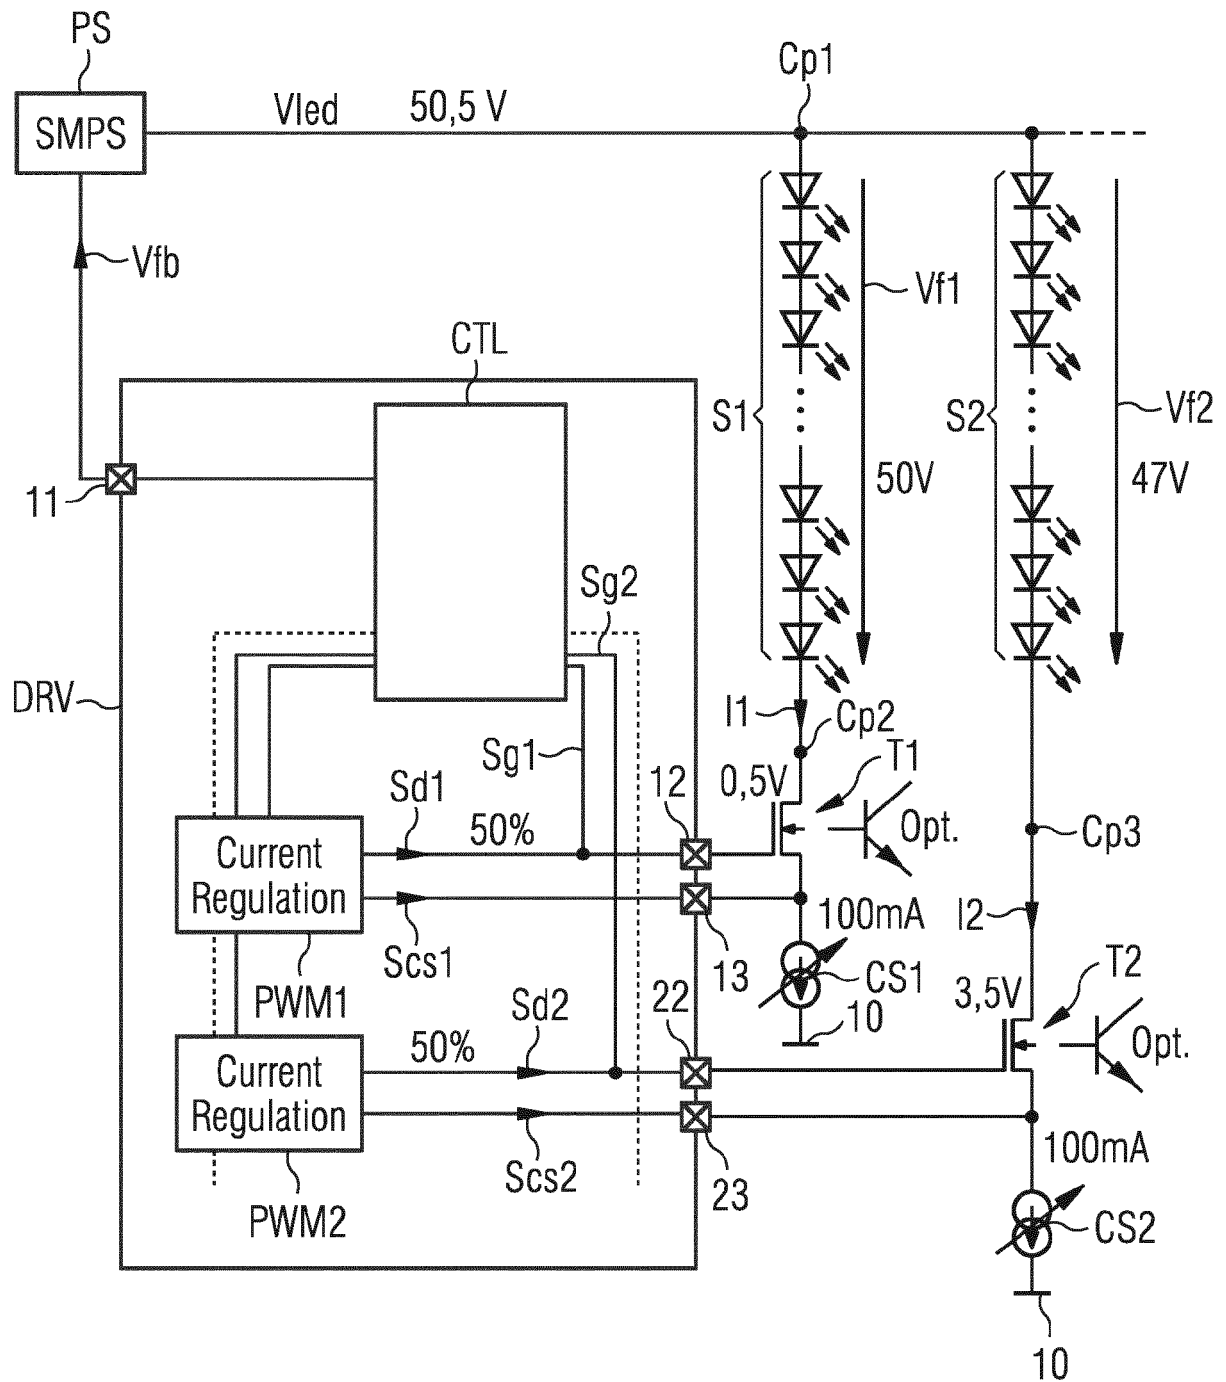 PS
SMPS
Vled 50,5 V
Cp1
Vfb
Vf1
CTL
S1
S2
Vf2
50V
47V
11
Sg2
DRV
I1
Cp2
Sg1
T1
Sd1
12
0,5V
50%
Opt.
Cp3
Current
Regulation
100mA
I2
Scs1
13
CS1
T2
PWM1
22
10
3,5V
Sd2
50%
Opt.
Current
Regulation
100mA
Scs2
23
PWM2
CS2
10